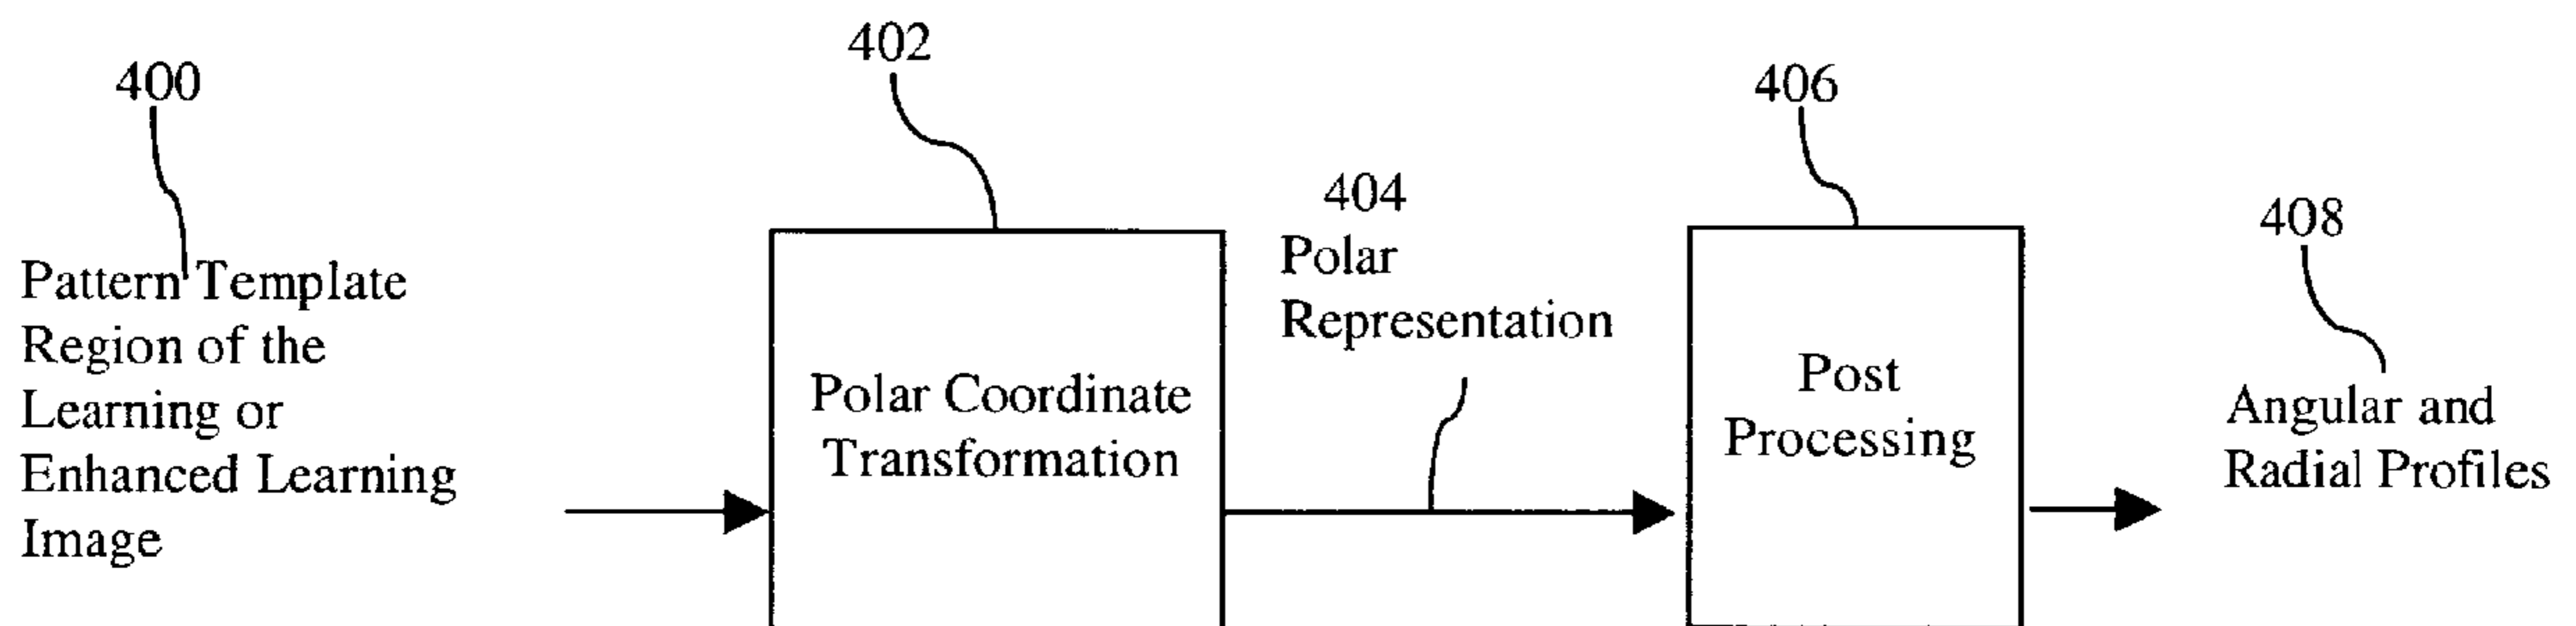 400
Pattern Template
Region of the
Learning or
Enhanced Learning
Image
402
Polar Coordinate
Transformation
404
Polar
Representation
406
Post
Processing
408
Angular and
Radial Profiles